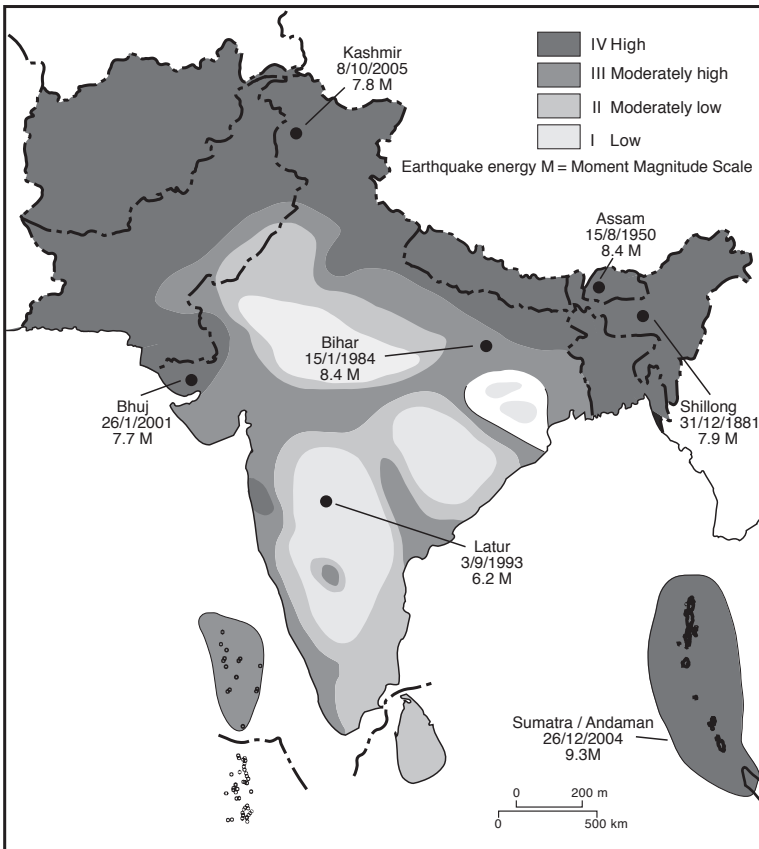 Kashmir
8/10/2005
7.8 M
IV High
III Moderately high
II Moderately low
I Low
Earthquake energy M = Moment Magnitude Scale
Assam
15/8/1950
8.4 M
Bihar
15/1/1984
8.4 M
Bhuj
26/1/2001
7.7 M
Shillong
31/12/1881
7.9 M
Latur
3/9/1993
6.2 M
Sumatra / Andaman
26/12/2004
9.3M
0 200 m
0 500 km